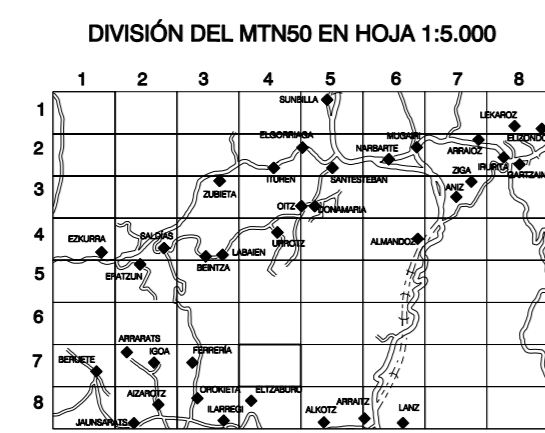 DIVISIÓN DEL MTN50 EN HOJA 1:5.000
1 2 3 4 5 6 7 8
1
SUNBILLA
LEKAROZ
ELGORRIAGA
MUGAIRI
ELIZONDO
2
NARBARTE
ARRAIOZ
IRURITA
GARTZAIN
ITUREN
SANTESTEBAN
ZIGA
3
ZUBIETA
ANIZ
OITZ
DONAMARIA
4
EZKURRA
SALDIAS
URROTZ
ALMANDOZ
LABAIEN
BEINTZA
5
ERATZUN
6
ARRARATS
7
BERUETE
IGOA
FERRERÍA
8
AIZAROTZ
OROKIETA
ELTZABURU
ILARREGI
ARRAITZ
LANZ
JAUNSARATS
ALKOTZ